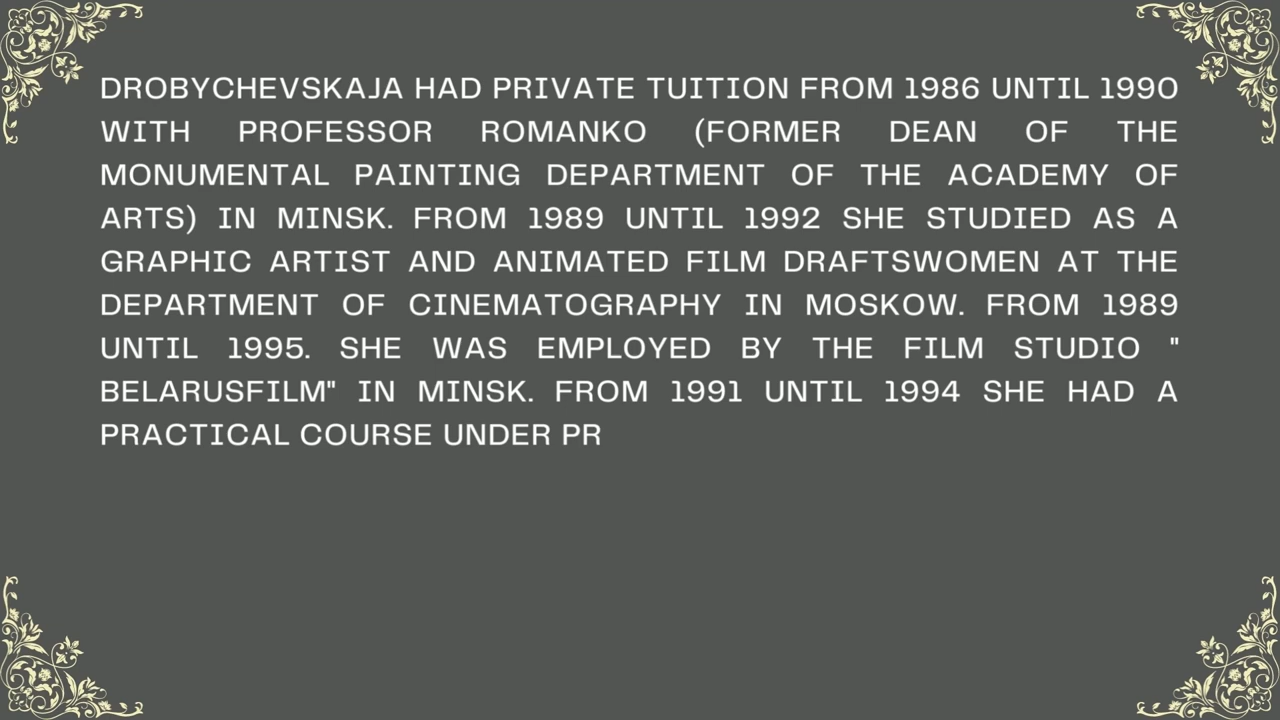 DROBYCHEVSKAJA HAD PRIVATE TUITION FROM 1986 UNTIL 1990
WITH PROFESSOR ROMANKO (FORMER DEAN OF THE
MONUMENTAL PAINTING DEPARTMENT OF THE ACADEMY OF
ARTS) IN MINSK. FROM 1989 UNTIL 1992 SHE STUDIED AS A
GRAPHIC ARTIST AND ANIMATED FILM DRAFTSWOMEN AT THE
DEPARTMENT OF CINEMATOGRAPHY IN MOSKOW. FROM 1989
UNTIL 1995. SHE WAS EMPLOYED BY THE FILM STUDIO "
BELARUSFILM" IN MINSK. FROM 1991 UNTIL 1994 SHE HAD A
PRACTICAL COURSE UNDER PR